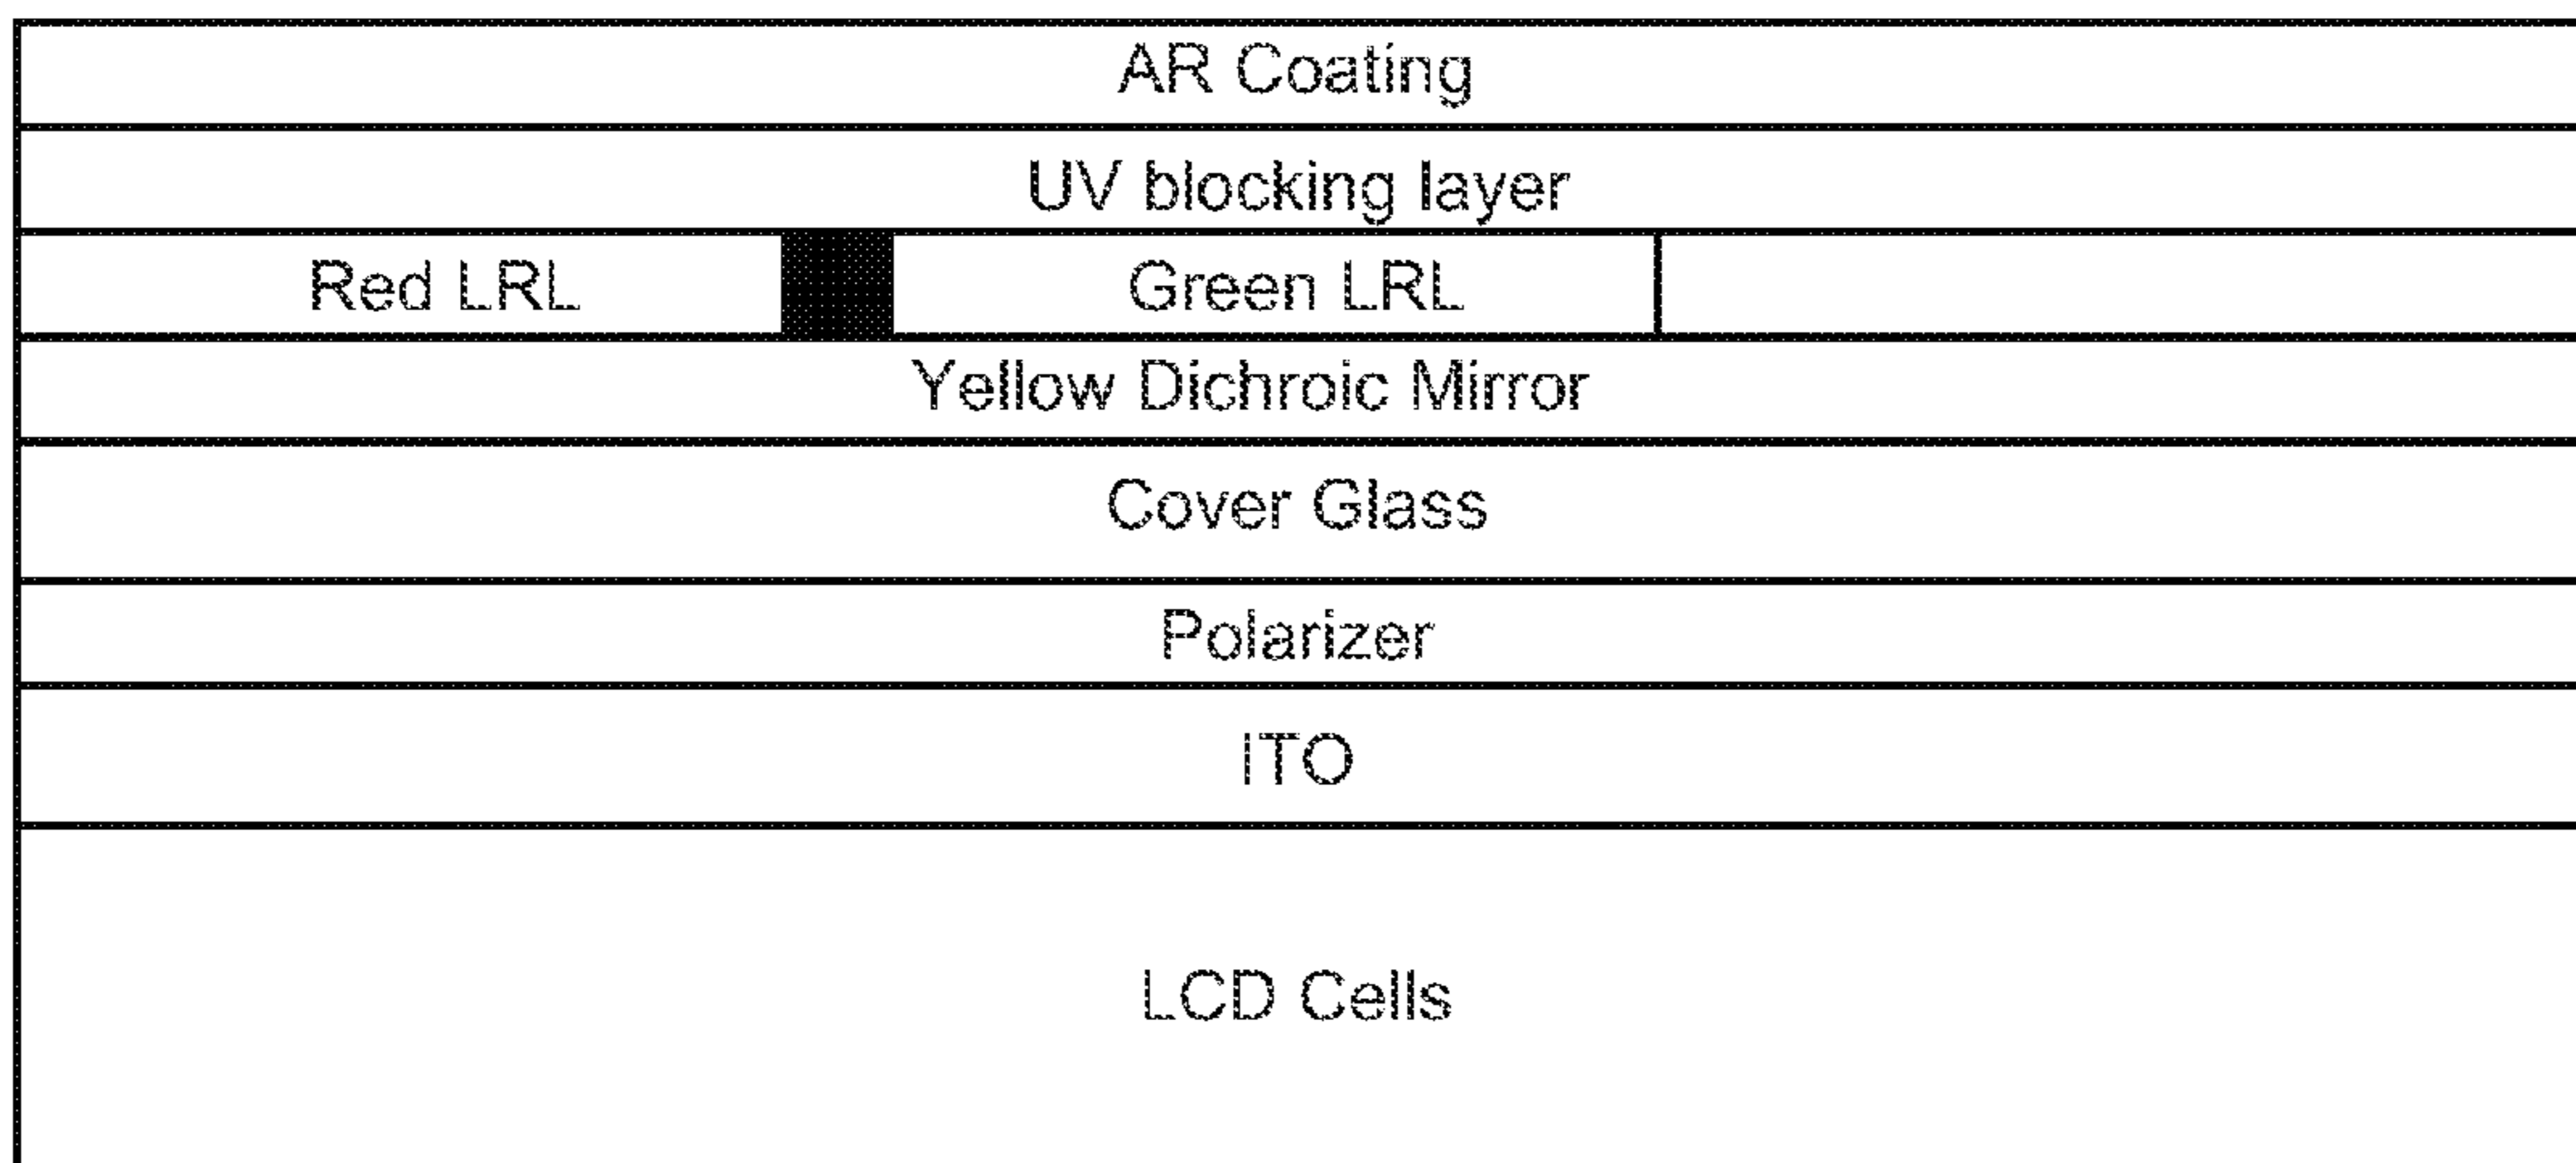 AR Coating
UV blocking layer
Red LRL
Green LRL
Yellow Dichroic Mirror
Cover Glass
Polarizer
ITO
LCD Cells